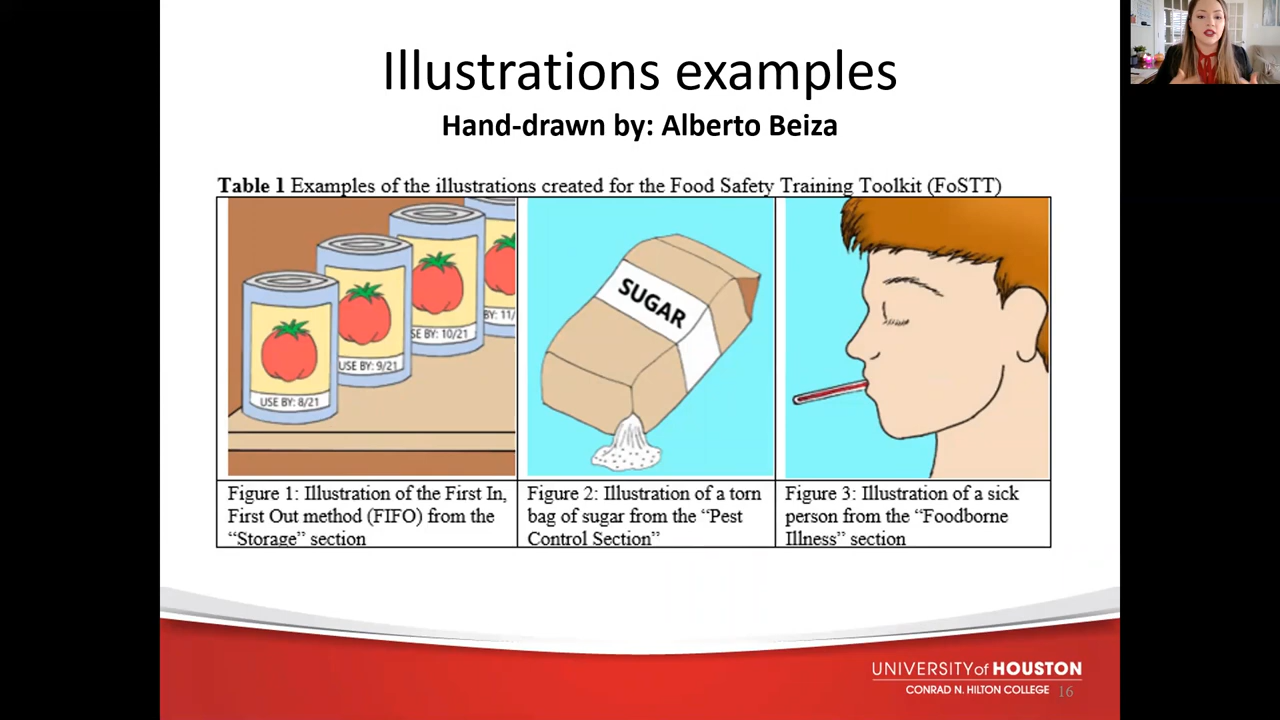 Illustrations examples
Hand-drawn by: Alberto Beiza
Table 1 Examples of the illustrations created for the Food Safety Training Toolkit (FoSTT)
USE BY: 8/21
USE BY: 9/21
SE BY: 10/21
BY: 11/
SUGAR
Figure 1: Illustration of the First In,
First Out method (FIFO) from the
“Storage” section
Figure 2: Illustration of a torn
bag of sugar from the “Pest
Control Section”
Figure 3: Illustration of a sick
person from the “Foodborne
Illness” section
UNIVERSITY of HOUSTON
CONRAD N. HILTON COLLEGE 16